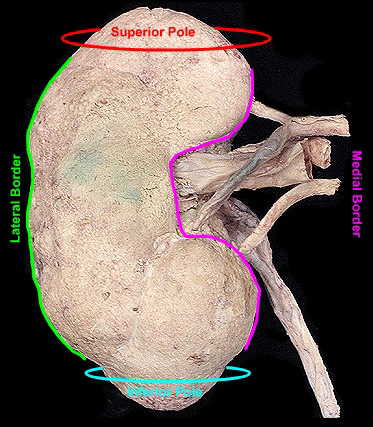 Superior Pole
Lateral Border
Medial Border
Inferior Pole